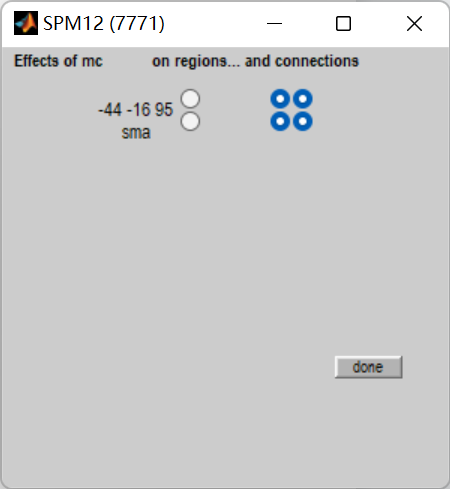 SPM12 (7771)
Effects of mc on regions... and connections
-44 -16 95
sma
done